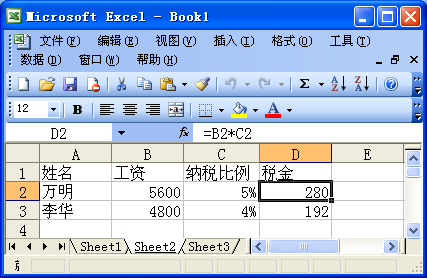 Microsoft Excel - Book1
文件(F) 编辑(E) 视图(V) 插入(I) 格式(O) 工具(T)
数据(D) 窗口(W) 帮助(H)
12 B
D2 fx =B2*C2
A B C D E
1 姓名 工资 纳税比例 税金
2 万明 5600 5% 280
3 李华 4800 4% 192
4
Sheet1 Sheet2 Sheet3